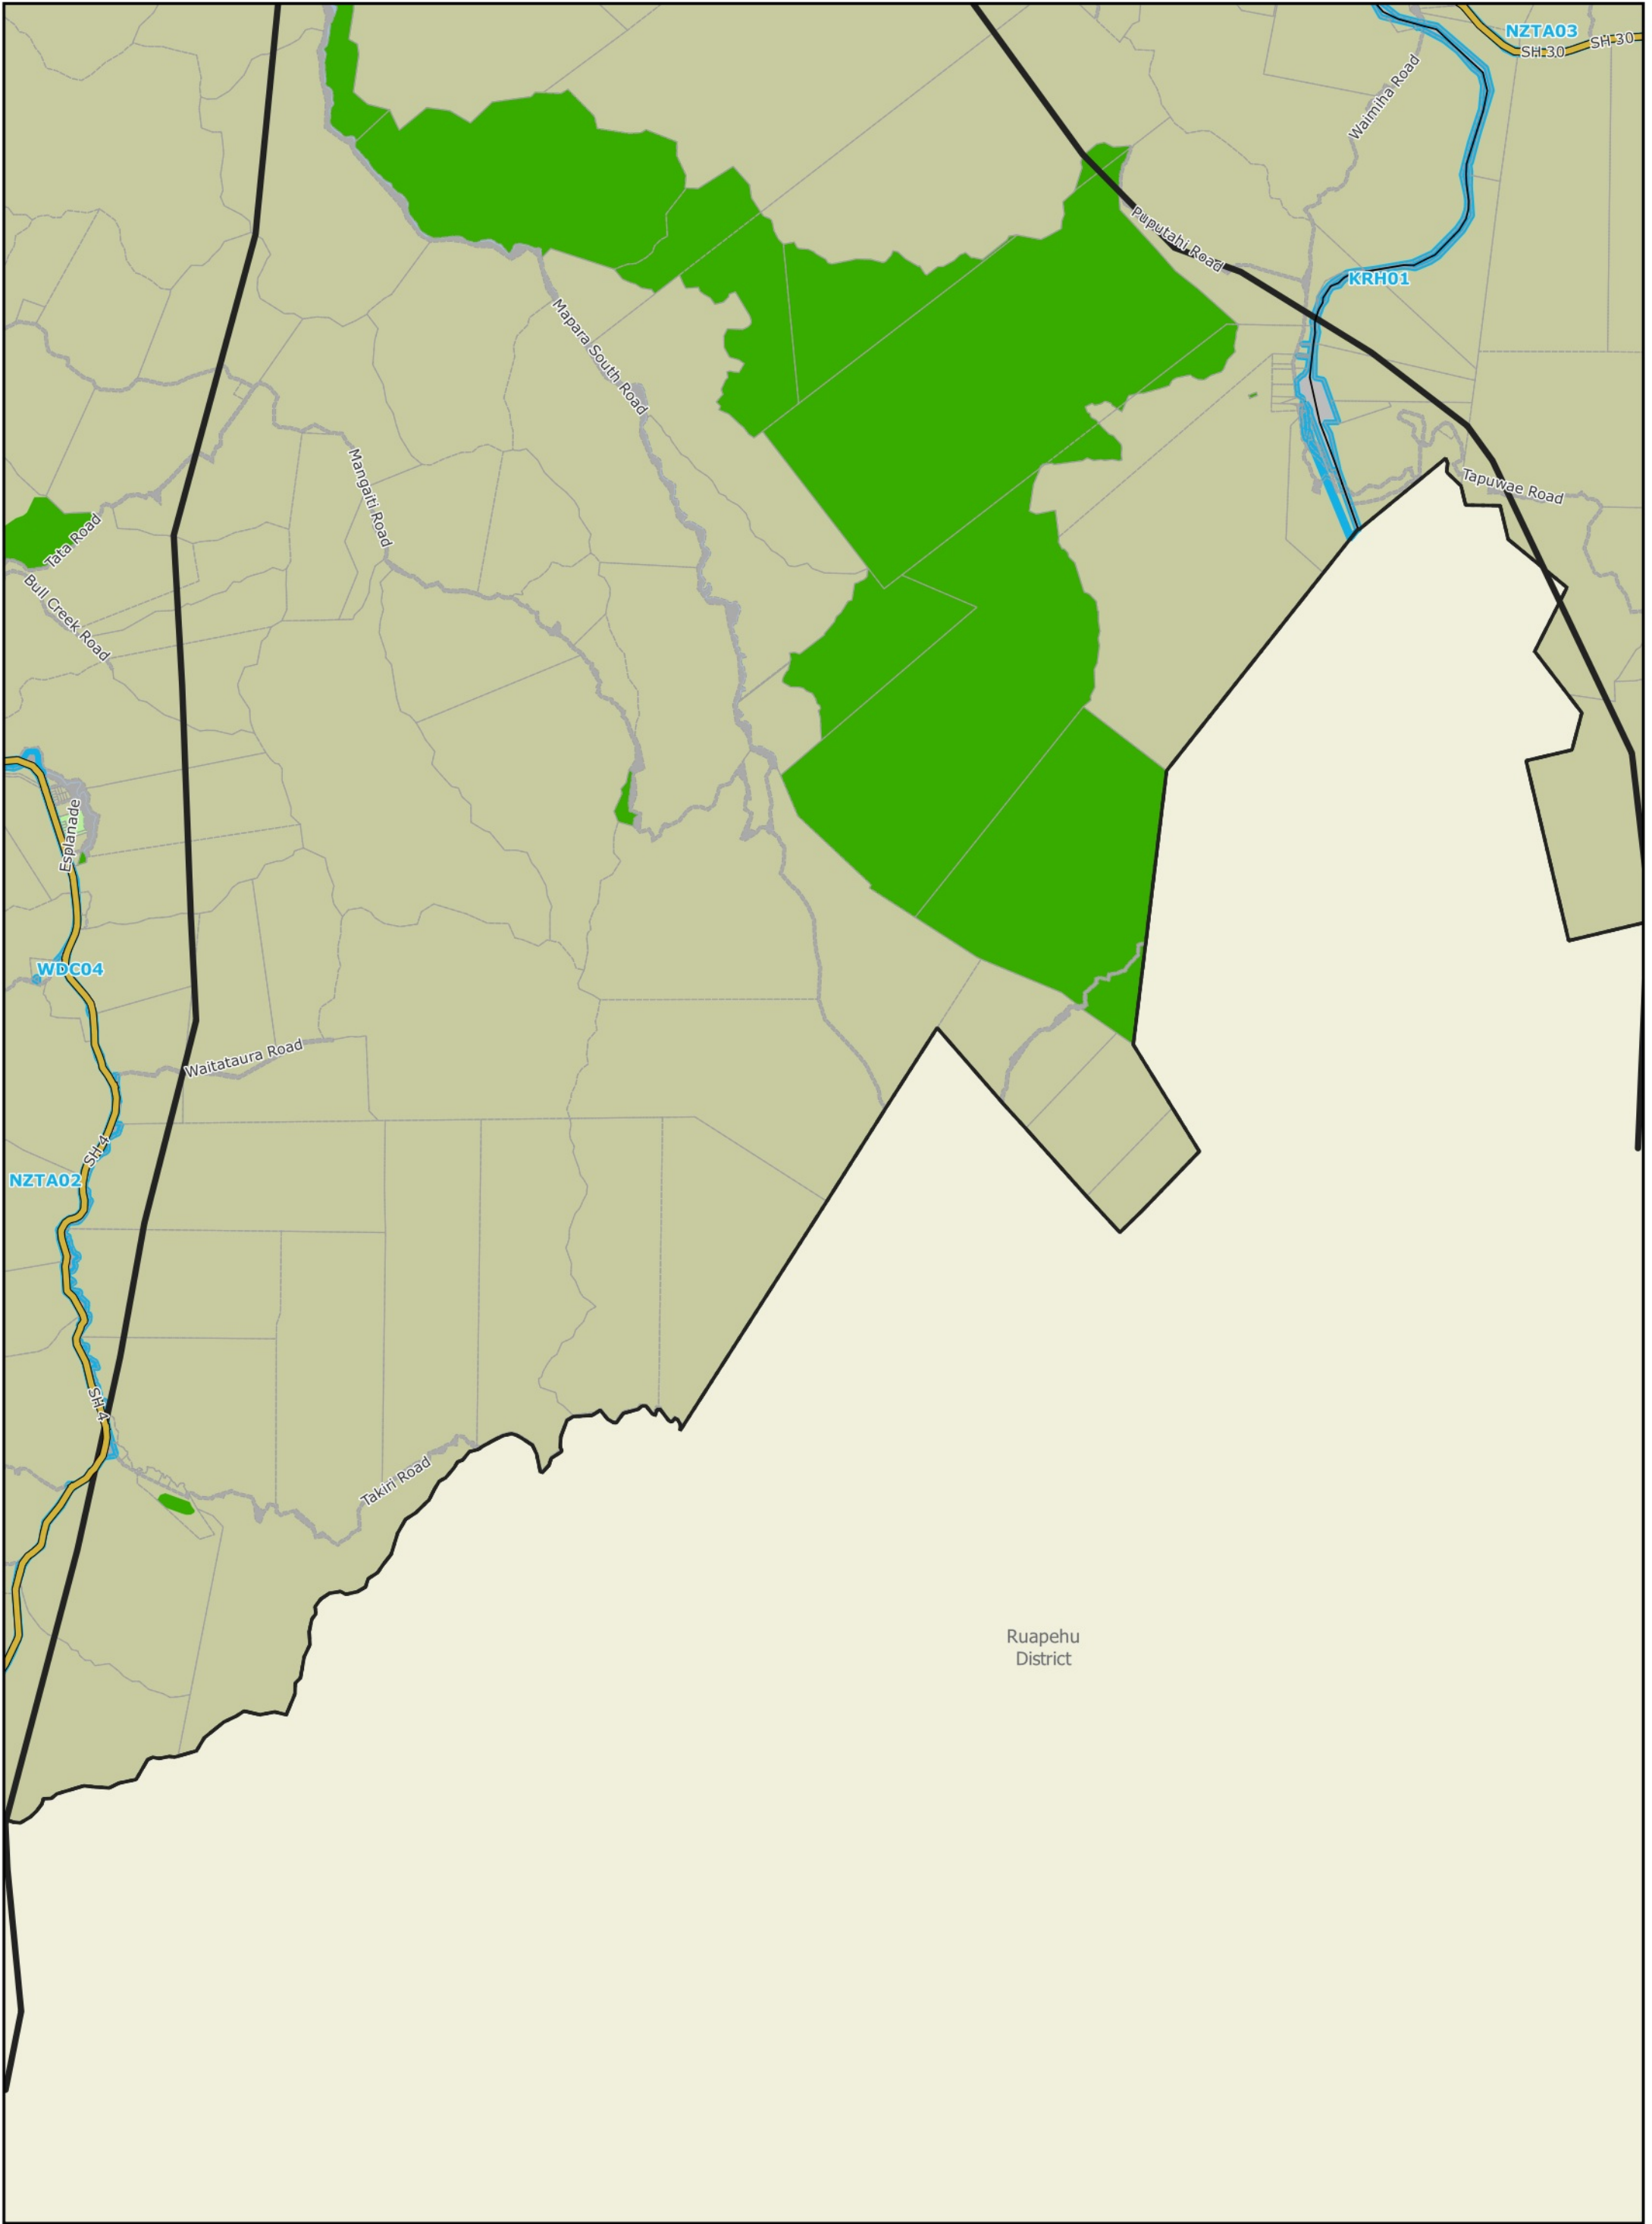 NZTA03
SH 30
SH 30
Waimiha Road
Puputahi Road
KRH01
Mapara South Road
Mangaiti Road
Tapuwae Road
Tata Road
Bull Creek Road
Esplanade
WDC04
Waitataura Road
SH 4
NZTA02
SH 4
Takiri Road
Ruapehu
District